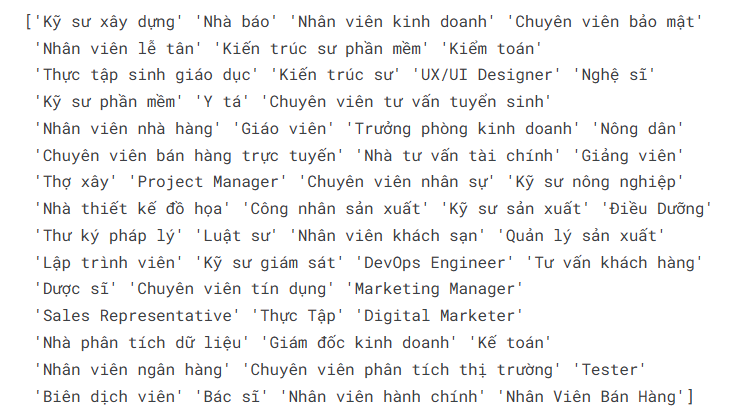 ['Kỹ sư xây dựng' 'Nhà báo' 'Nhân viên kinh doanh' 'Chuyên viên bảo mật'
'Nhân viên lễ tân' 'Kiến trúc sư phần mềm' 'Kiểm toán'
'Thực tập sinh giáo dục' 'Kiến trúc sư' 'UX/UI Designer' 'Nghệ sĩ'
'Kỹ sư phần mềm' 'Y tá' 'Chuyên viên tư vấn tuyển sinh'
'Nhân viên nhà hàng' 'Giáo viên' 'Trưởng phòng kinh doanh' 'Nông dân'
'Chuyên viên bán hàng trực tuyến' 'Nhà tư vấn tài chính' 'Giảng viên'
'Thợ xây' 'Project Manager' 'Chuyên viên nhân sự' 'Kỹ sư nông nghiệp'
'Nhà thiết kế đồ họa' 'Công nhân sản xuất' 'Kỹ sư sản xuất' 'Điều Dưỡng'
'Thư ký pháp lý' 'Luật sư' 'Nhân viên khách sạn' 'Quản lý sản xuất'
'Lập trình viên' 'Kỹ sư giám sát' 'DevOps Engineer' 'Tư vấn khách hàng'
'Dược sĩ' 'Chuyên viên tín dụng' 'Marketing Manager'
'Sales Representative' 'Thực Tập' 'Digital Marketer'
'Nhà phân tích dữ liệu' 'Giám đốc kinh doanh' 'Kế toán'
'Nhân viên ngân hàng' 'Chuyên viên phân tích thị trường' 'Tester'
'Biên dịch viên' 'Bác sĩ' 'Nhân viên hành chính' 'Nhân Viên Bán Hàng']